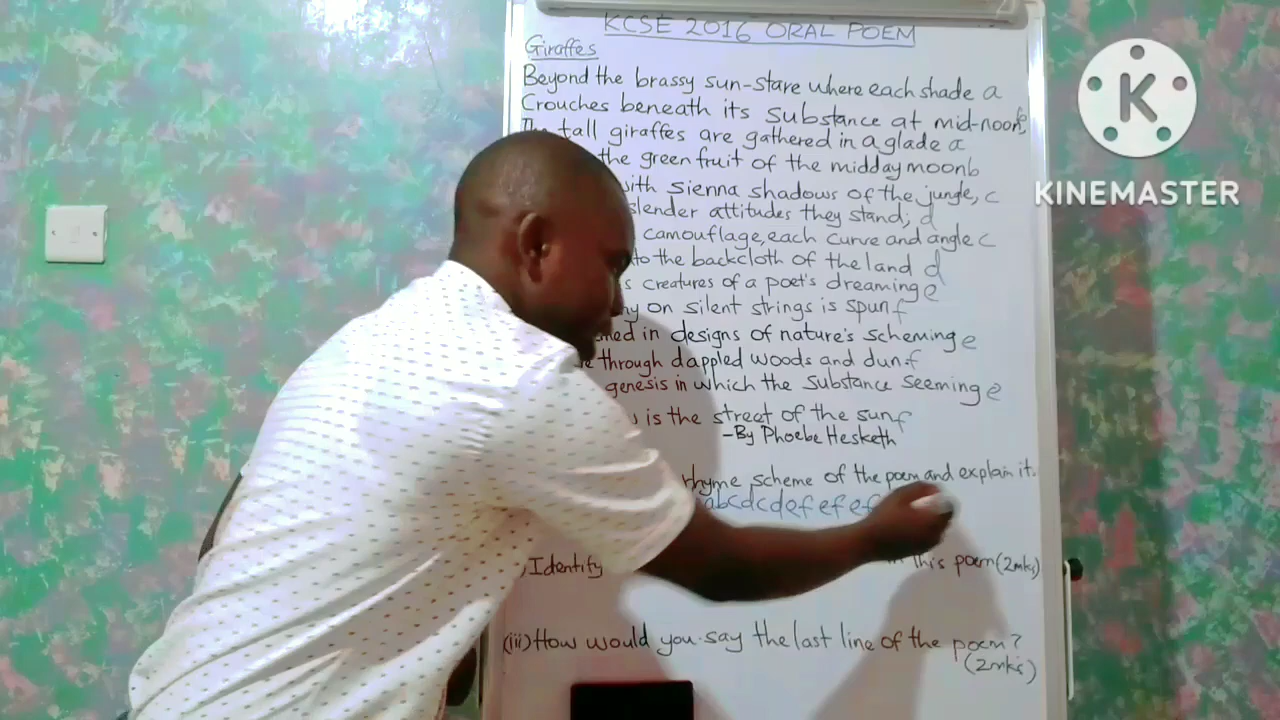 KCSE 2016 ORAL POEM
Giraffes
Beyond the brassy sun-stare where each shade a
Crouches beneath its substance at mid-noon, b
The tall giraffes are gathered in a glade a
the green fruit of the midday moon b
with sienna shadows of the jungle, c
slender attitudes they stand; d
camouflage, each curve and angle c
to the backcloth of the land d
creatures of a poet's dreaming e
on silent strings is spun f
in designs of nature's scheming e
through dappled woods and dun. f
genesis in which the substance seeming e
is the street of the sun f
-By Phoebe Hesketh
rhyme scheme of the poem and explain it.
abcdcdefefef
Identify
this poem (2mks)
(iii) How would you say the last line of the poem?
(2mks)
K
KINEMASTER